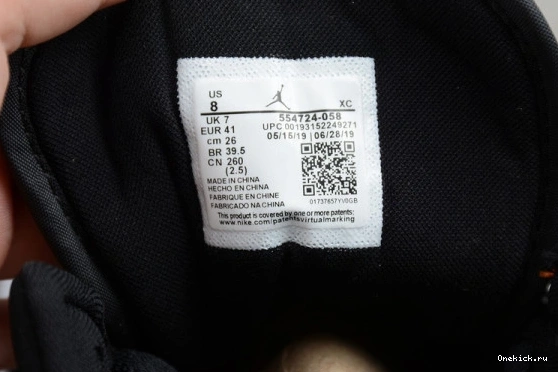 US
8 XC
UK 7 554724-058
EUR 41 UPC 00193152249271
cm 26 05/15/19 | 06/28/19
BR 39.5
CN 260
(2.5)
MADE IN CHINA
HECHO EN CHINA
FABRIQUE EN CHINE
FABRICADO NA CHINA
01737657YV0GB
This product is covered by one or more patents:
www.nike.com/patentsvirtualmarking
Onekick.ru